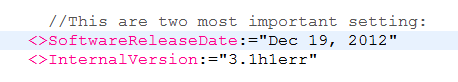 //This are two most important setting:
<>SoftwareReleaseDate:="Dec 19, 2012"
<>InternalVersion:="3.1h1err"